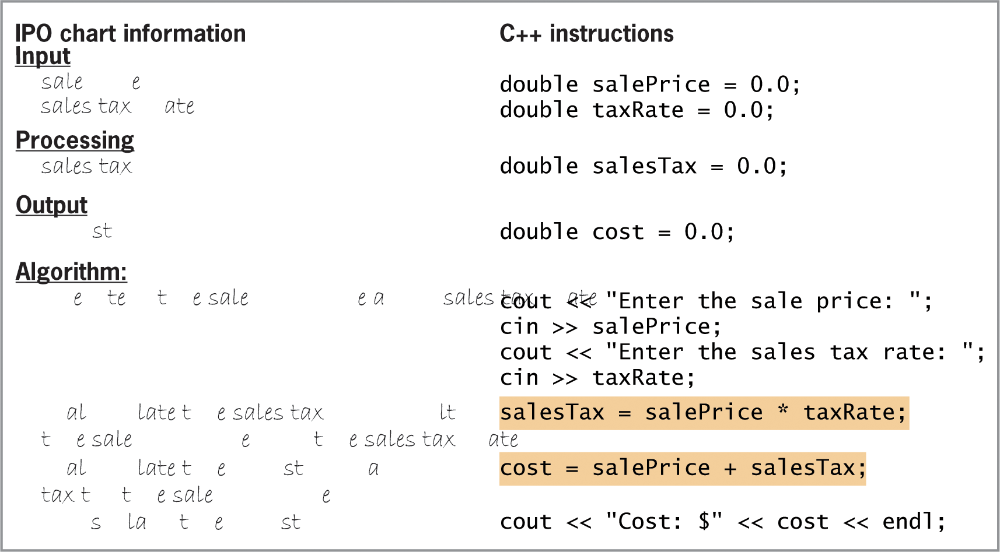 IPO chart information
Input
sale e
sales tax ate
Processing
sales tax
Output
st
Algorithm:
e te t e sale e a sales tax ate
al late t e sales tax lt
t e sale e t e sales tax ate
al late t e st a
tax t t e sale e
s la t e st
C++ instructions
double salePrice = 0.0;
double taxRate = 0.0;
double salesTax = 0.0;
double cost = 0.0;
cout << "Enter the sale price: ";
cin >> salePrice;
cout << "Enter the sales tax rate: ";
cin >> taxRate;
salesTax = salePrice * taxRate;
cost = salePrice + salesTax;
cout << "Cost: $" << cost << endl;